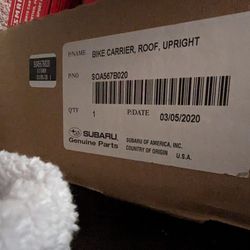 P/NAME BIKE CARRIER, ROOF, UPRIGHT
P/NO SOA567B020
QTY 1 P/DATE 03/05/2020
SUBARU
Genuine Parts
SUBARU OF AMERICA, INC.
COUNTRY OF ORIGIN U.S.A.
SOA567B020